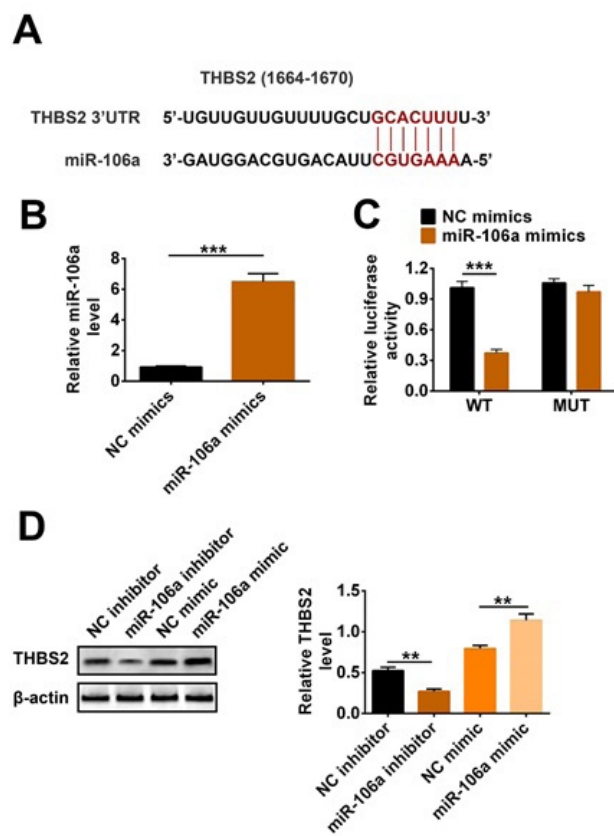 A
THBS2 (1664-1670)
THBS2 3'UTR 5'-UGUUGUUGUUUUGCUGCACUUUU-3'
miR-106a 3'-GAUGGACGUGACAUUCGUGAAAA-5'
B
Relative miR-106a level
8
6
4
2
0
***
NC mimics
miR-106a mimics
C
NC mimics
miR-106a mimics
Relative luciferase activity
1.2
0.9
0.6
0.3
0.0
***
WT
MUT
D
NC inhibitor
miR-106a inhibitor
NC mimic
miR-106a mimic
THBS2
β-actin
Relative THBS2 level
1.5
1.0
0.5
0.0
**
**
NC inhibitor
miR-106a inhibitor
NC mimic
miR-106a mimic